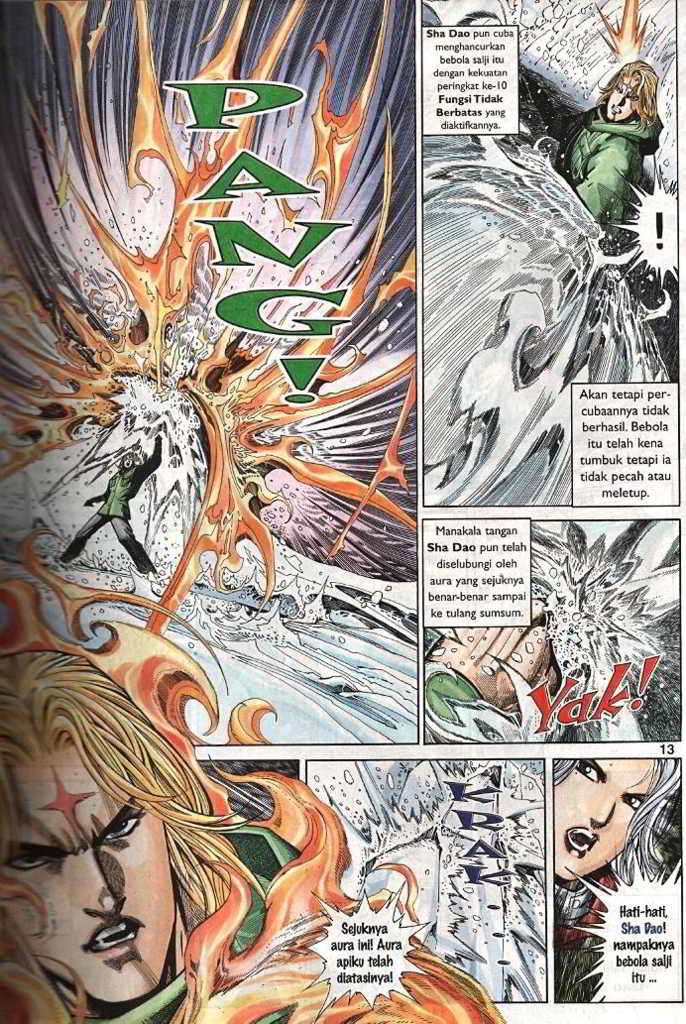 PANG!
Sha Dao pun cuba
menghancurkan
bebola salji itu
dengan kekuatan
peringkat ke-10
Fungsi Tidak
Berbatas yang
diaktifkannya.
!
Akan tetapi per-
cubaannya tidak
berhasil. Bebola
itu telah kena
tumbuk tetapi ia
tidak pecah atau
meletup.
Manakala tangan
Sha Dao pun telah
diselubungi oleh
aura yang sejuknya
benar-benar sampai
ke tulang sumsum.
Yak!
13
Sejuknya
aura ini! Aura
apiku telah
diatasinya!
KRAK
Hati-hati,
Sha Dao!
nampaknya
bebola salji
itu ...